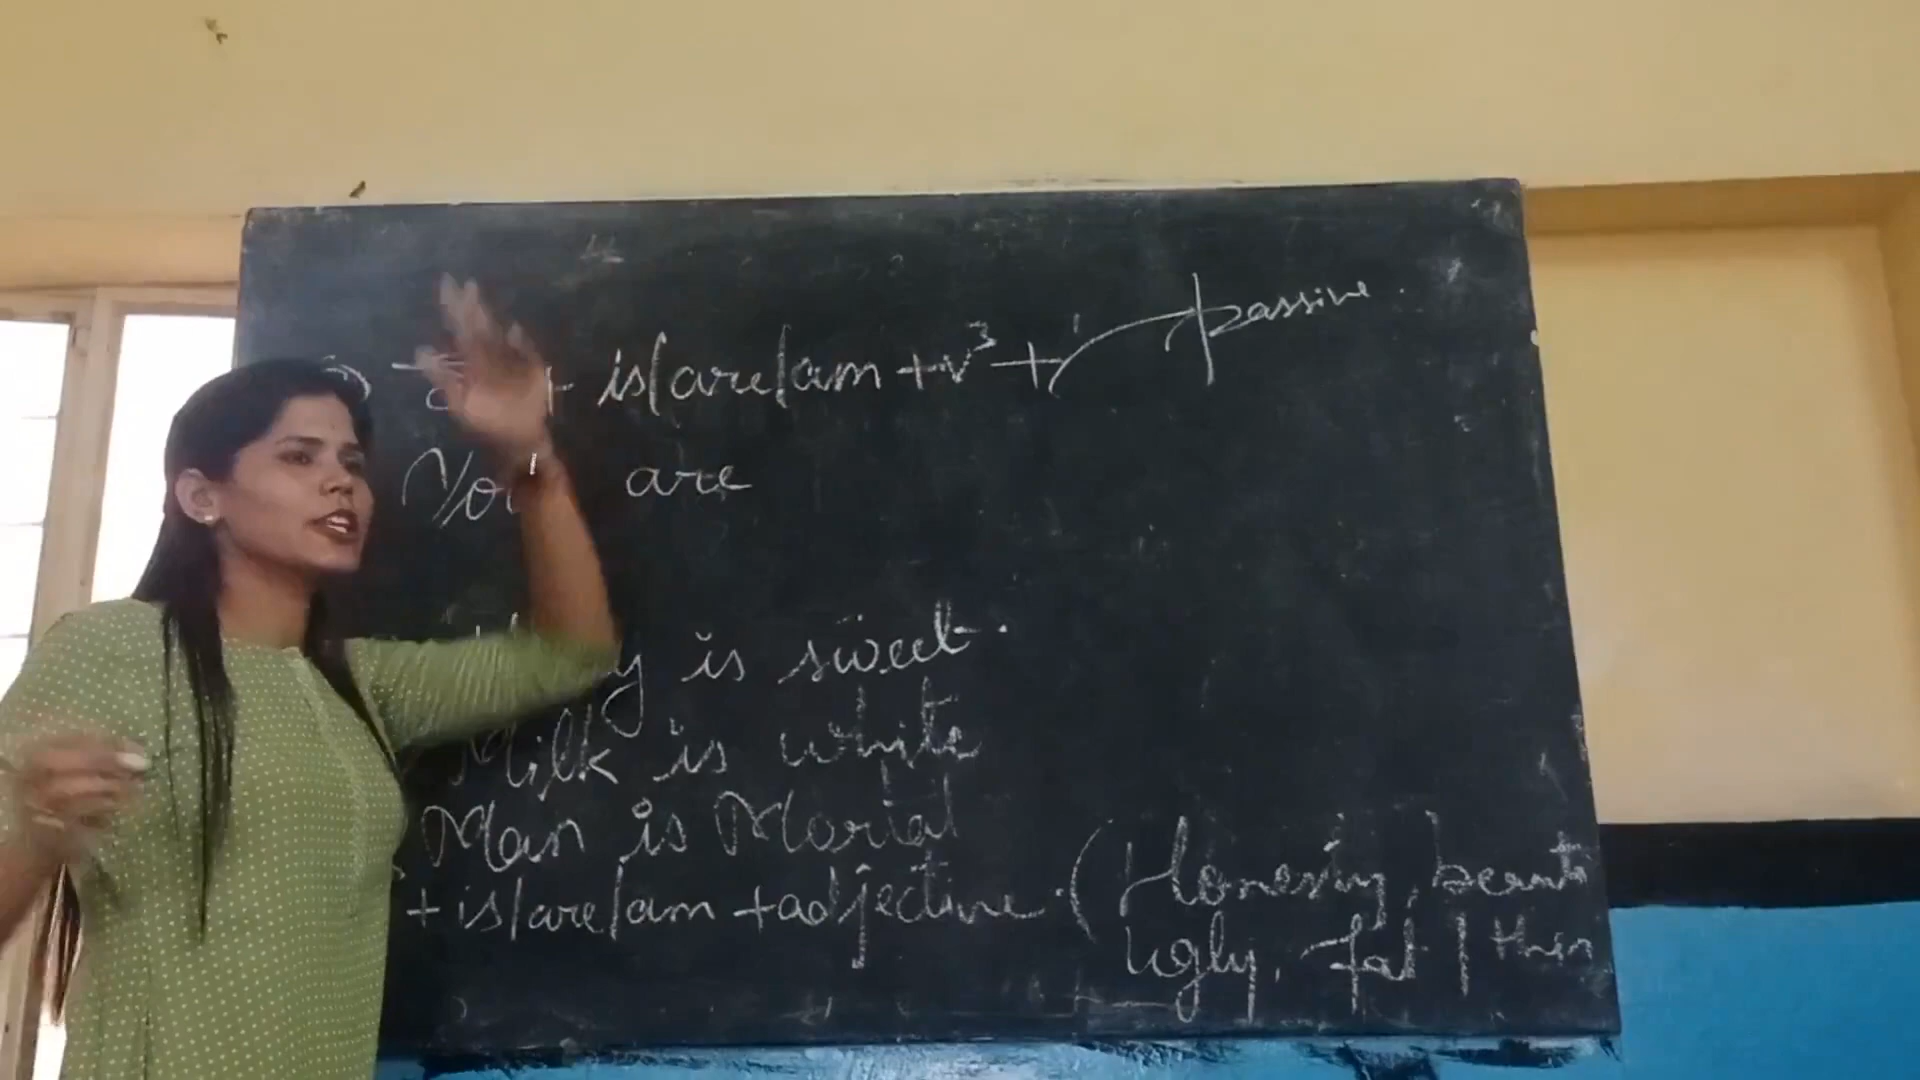 + is/are/am + v³ + passive.
are
is sweet.
Milk is white
Man is Mortal
+ is/are/am + adjective. (Honesty,
Ugly, fat / thin